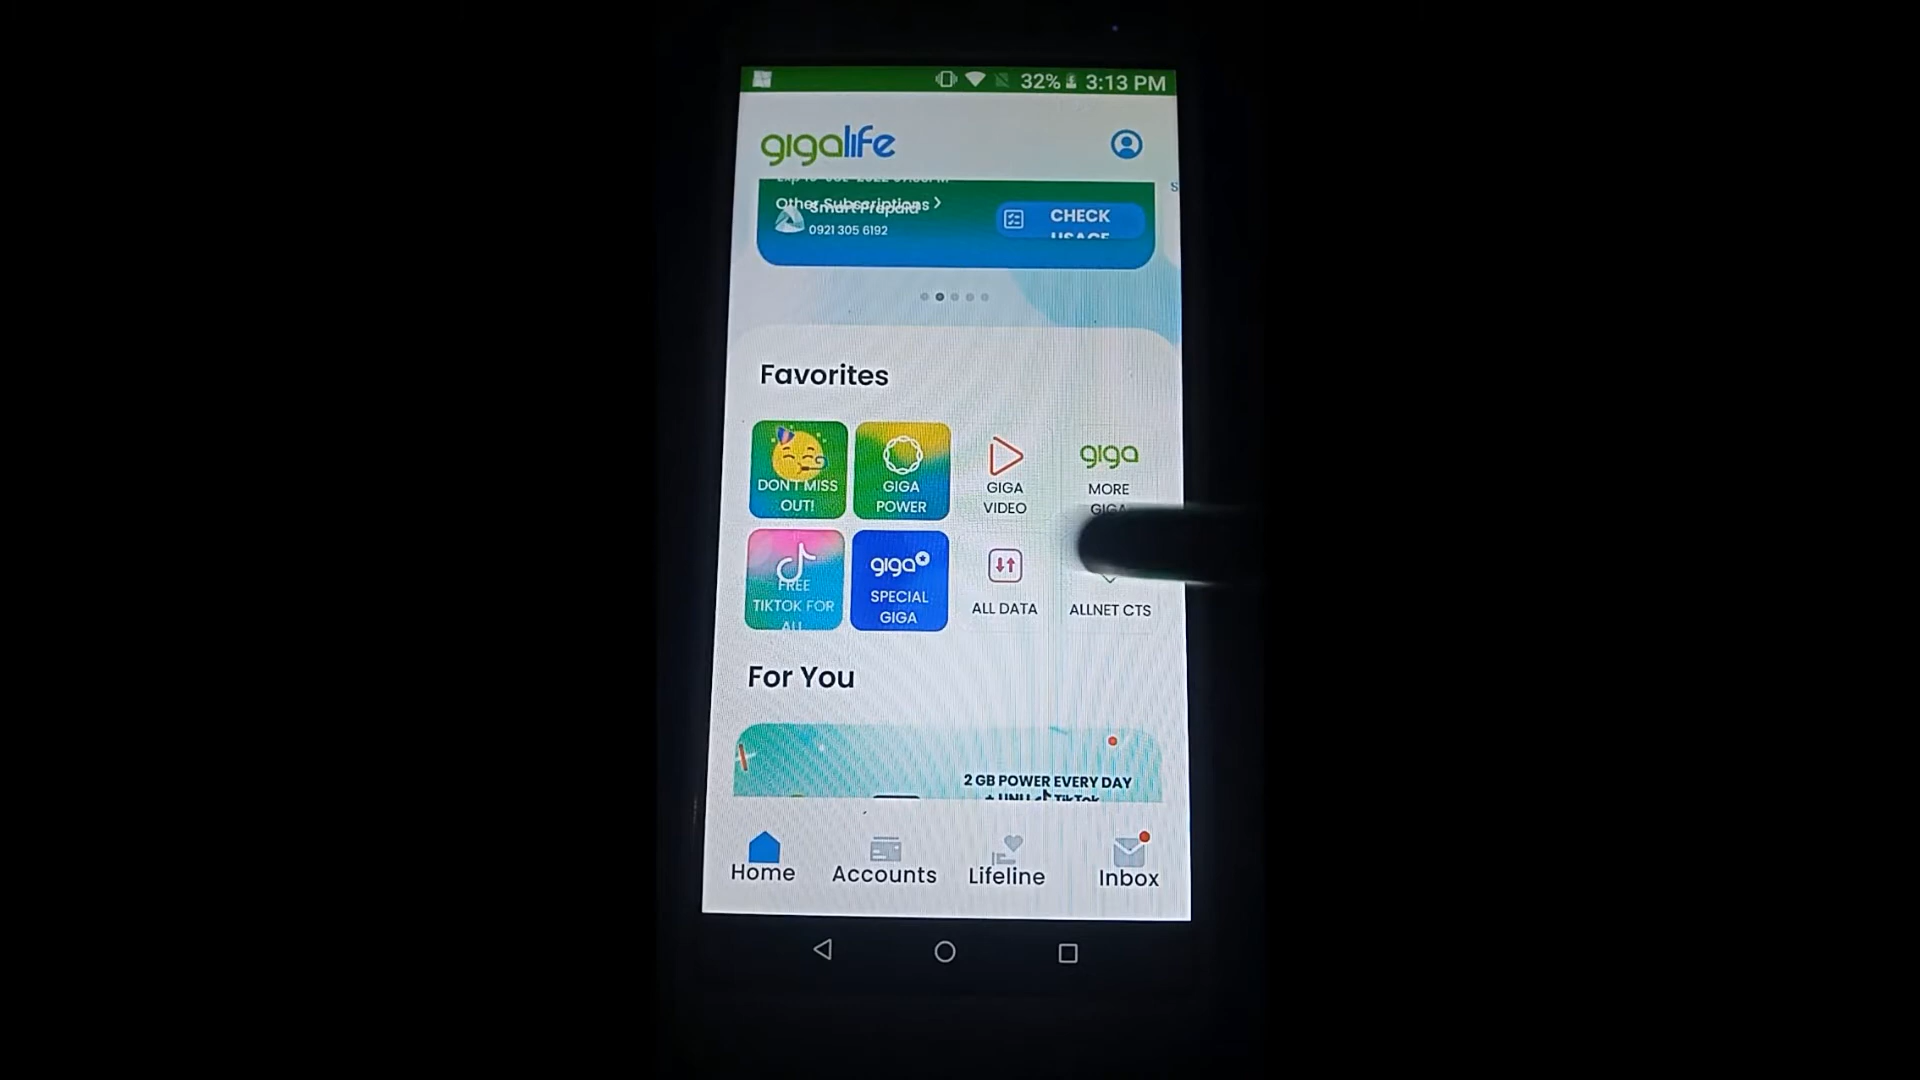 32% 3:13 PM
gigalife
Other Subscriptions >
Smart Prepaid
0921 305 6192
CHECK
USAGE
Favorites
DON'T MISS
OUT!
GIGA
POWER
GIGA
VIDEO
giga
MORE
GIGA
FREE
TIKTOK FOR
ALL
giga
SPECIAL
GIGA
ALL DATA
ALLNET CTS
For You
2 GB POWER EVERY DAY
+ UNLI TikTok
Home
Accounts
Lifeline
Inbox